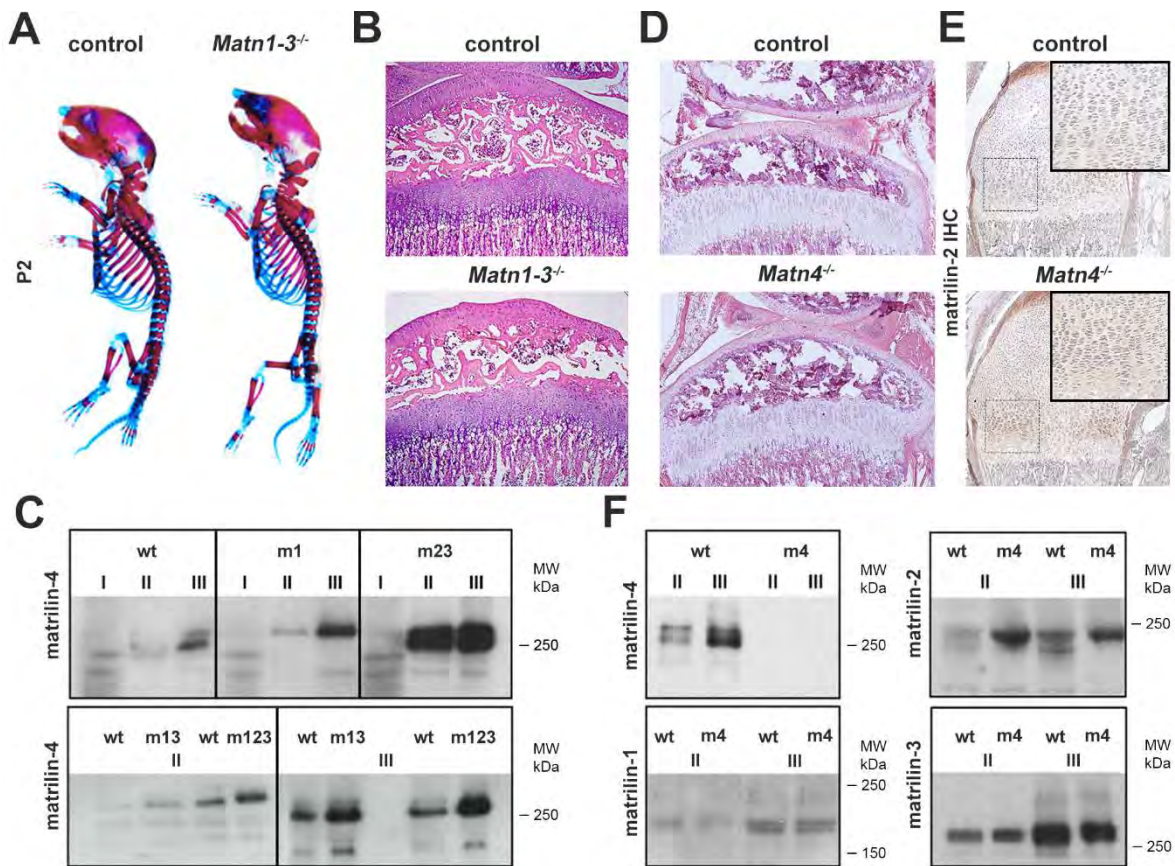 A
control
Matn1-3-/-
P2
B
control
Matn1-3-/-
D
control
Matn4-/-
E
control
Matn4-/-
matrilin-2 IHC
C
matrilin-4
wt m1 m23
I II III I II III I II III
MW
kDa
– 250
matrilin-4
wt m13 wt m123 wt m13 wt m123
II III
MW
kDa
– 250
F
matrilin-4
wt m4
II III II III
MW
kDa
– 250
matrilin-2
wt m4 wt m4
II III
MW
kDa
250
–
matrilin-1
wt m4 wt m4
II III
MW
kDa
– 250
– 150
matrilin-3
wt m4 wt m4
II III
MW
kDa
– 250